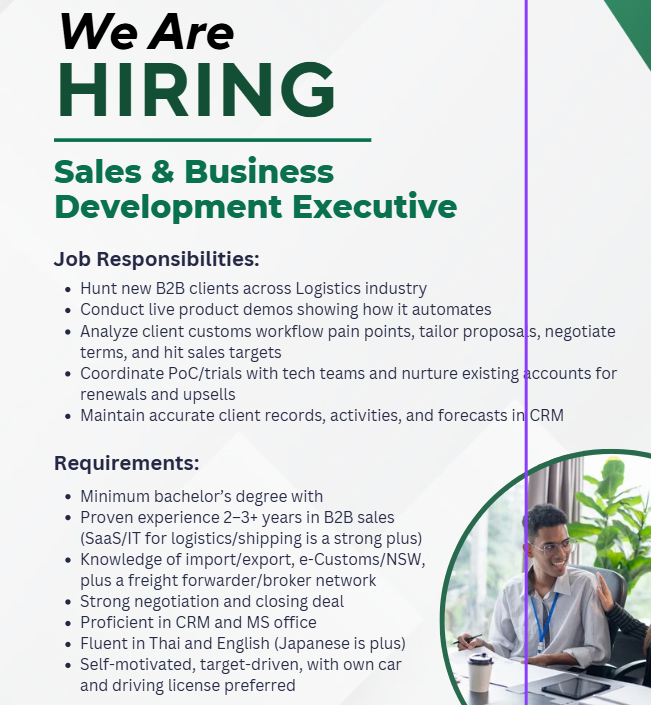 We Are
HIRING
Sales & Business
Development Executive
Job Responsibilities:
• Hunt new B2B clients across Logistics industry
• Conduct live product demos showing how it automates
• Analyze client customs workflow pain points, tailor proposals, negotiate
terms, and hit sales targets
• Coordinate PoC/trials with tech teams and nurture existing accounts for
renewals and upsells
• Maintain accurate client records, activities, and forecasts in CRM
Requirements:
• Minimum bachelor’s degree with
• Proven experience 2–3+ years in B2B sales
(SaaS/IT for logistics/shipping is a strong plus)
• Knowledge of import/export, e-Customs/NSW,
plus a freight forwarder/broker network
• Strong negotiation and closing deal
• Proficient in CRM and MS office
• Fluent in Thai and English (Japanese is plus)
• Self-motivated, target-driven, with own car
and driving license preferred